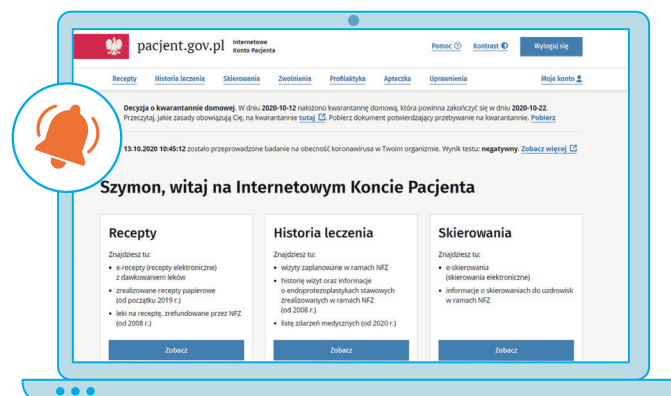 pacjent.gov.pl
Internetowe
Konto Pacjenta
Pomoc
Kontrast
Wyloguj się
Recepty Historia leczenia Skierowania Zwolnienia Profilaktyka Apteczka Uprawnienia Moje konto
Decyzja o kwarantannie domowej. W dniu 2020-10-12 nałożono kwarantannę domową, która powinna zakończyć się w dniu 2020-10-22.
Przeczytaj, jakie zasady obowiązują Cię, na kwarantannie tutaj. Pobierz dokument potwierdzający przebywanie na kwarantannie. Pobierz
13.10.2020 10:45:12 zostało przeprowadzone badanie na obecność koronawirusa w Twoim organizmie. Wynik testu: negatywny. Zobacz więcej
Szymon, witaj na Internetowym Koncie Pacjenta
Recepty
Znajdziesz tu:
• e-recepty (recepty elektroniczne)
z dawkowaniem leków
• zrealizowane recepty papierowe
(od początku 2019 r.)
• leki na receptę, zrefundowane przez NFZ
(od 2008 r.)
Zobacz
Historia leczenia
Znajdziesz tu:
• wizyty zaplanowane w ramach NFZ
• historię wizyt oraz informacje
o endoprotezoplastykach stawowych
zrealizowanych w ramach NFZ
(od 2008 r.)
• listę zdarzeń medycznych (od 2020 r.)
Zobacz
Skierowania
Znajdziesz tu:
• e-skierowania
(skierowania elektroniczne)
• informacje o skierowaniach do uzdrowisk
w ramach NFZ
Zobacz